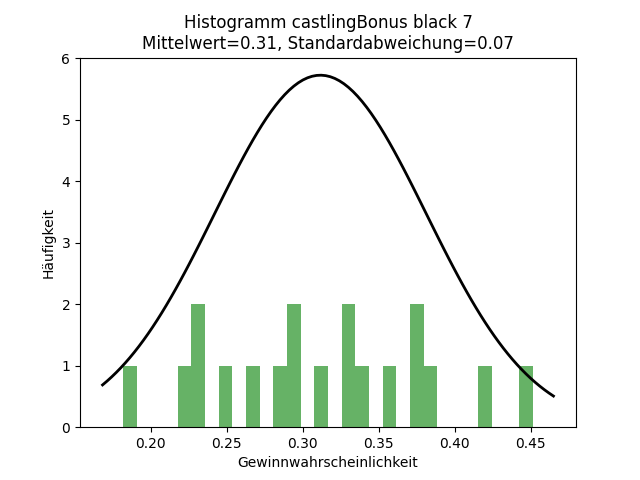 Histogramm castlingBonus black 7
Mittelwert=0.31, Standardabweichung=0.07
6
5
4
3
2
1
0
Häufigkeit
0.20 0.25 0.30 0.35 0.40 0.45
Gewinnwahrscheinlichkeit